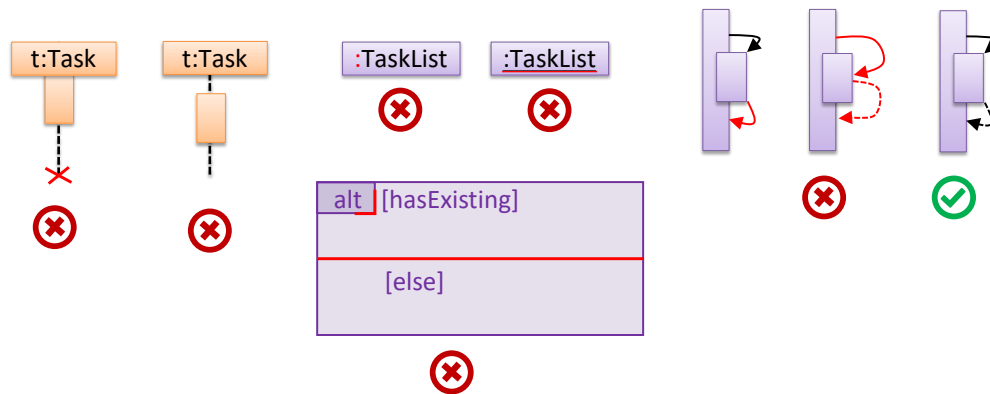 t:Task
t:Task
:TaskList
:TaskList
alt [hasExisting]
[else]